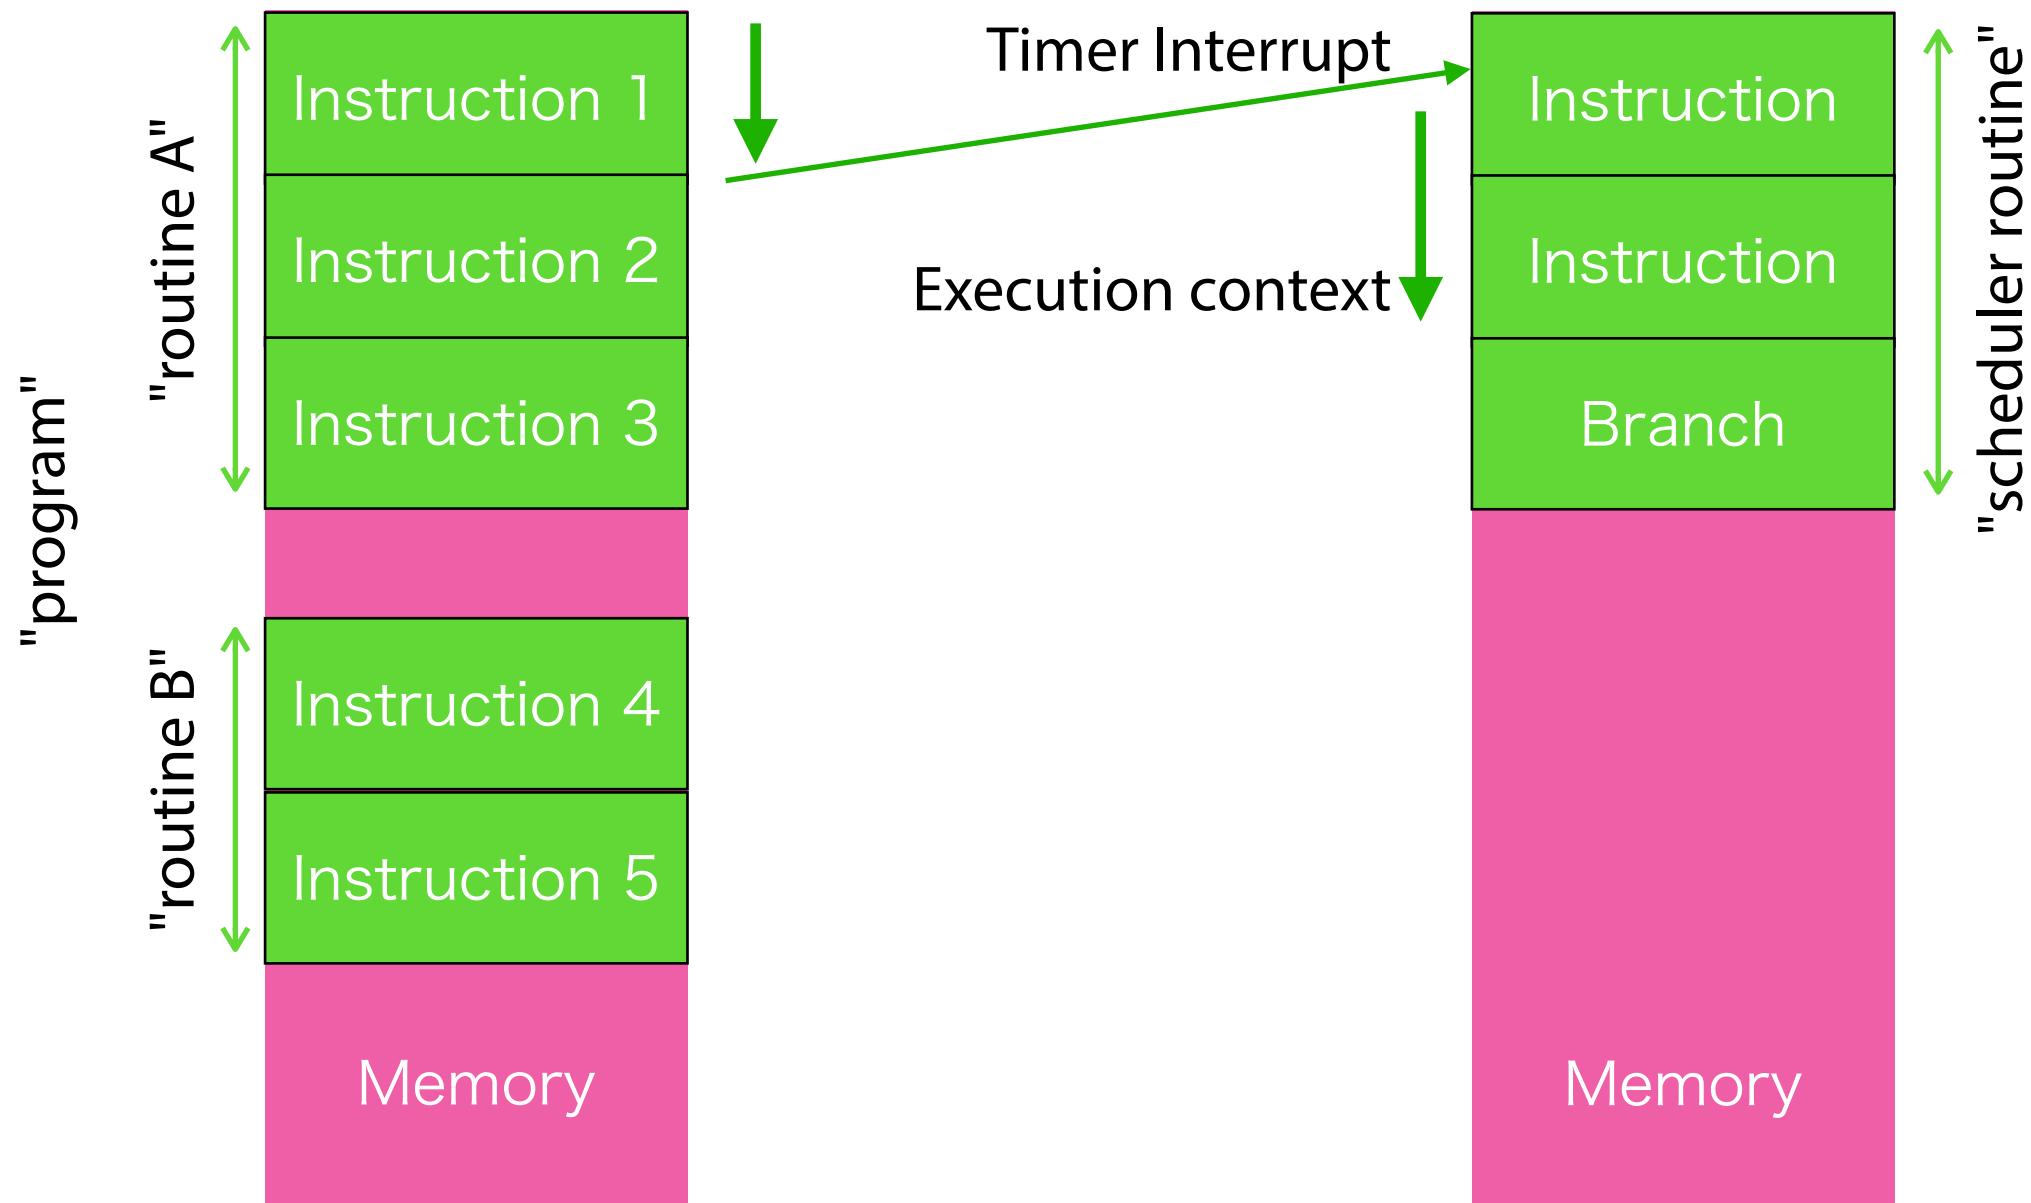 "program"
"routine A"
Instruction 1
Instruction 2
Instruction 3
"routine B"
Instruction 4
Instruction 5
Memory
Timer Interrupt
Execution context
Instruction
Instruction
Branch
Memory
"scheduler routine"